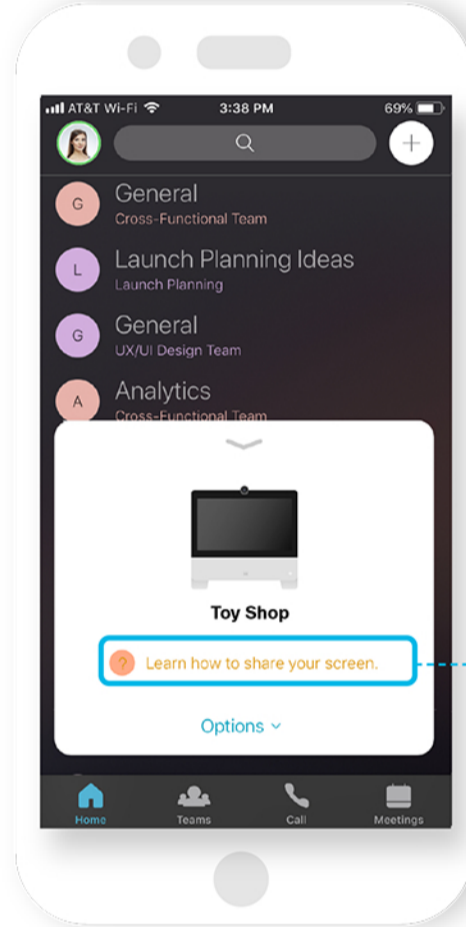 AT&T Wi-Fi 3:38 PM 69%
G General
Cross-Functional Team
L Launch Planning Ideas
Launch Planning
G General
UX/UI Design Team
A Analytics
Cross-Functional Team
Toy Shop
? Learn how to share your screen.
Options
Home Teams Call Meetings